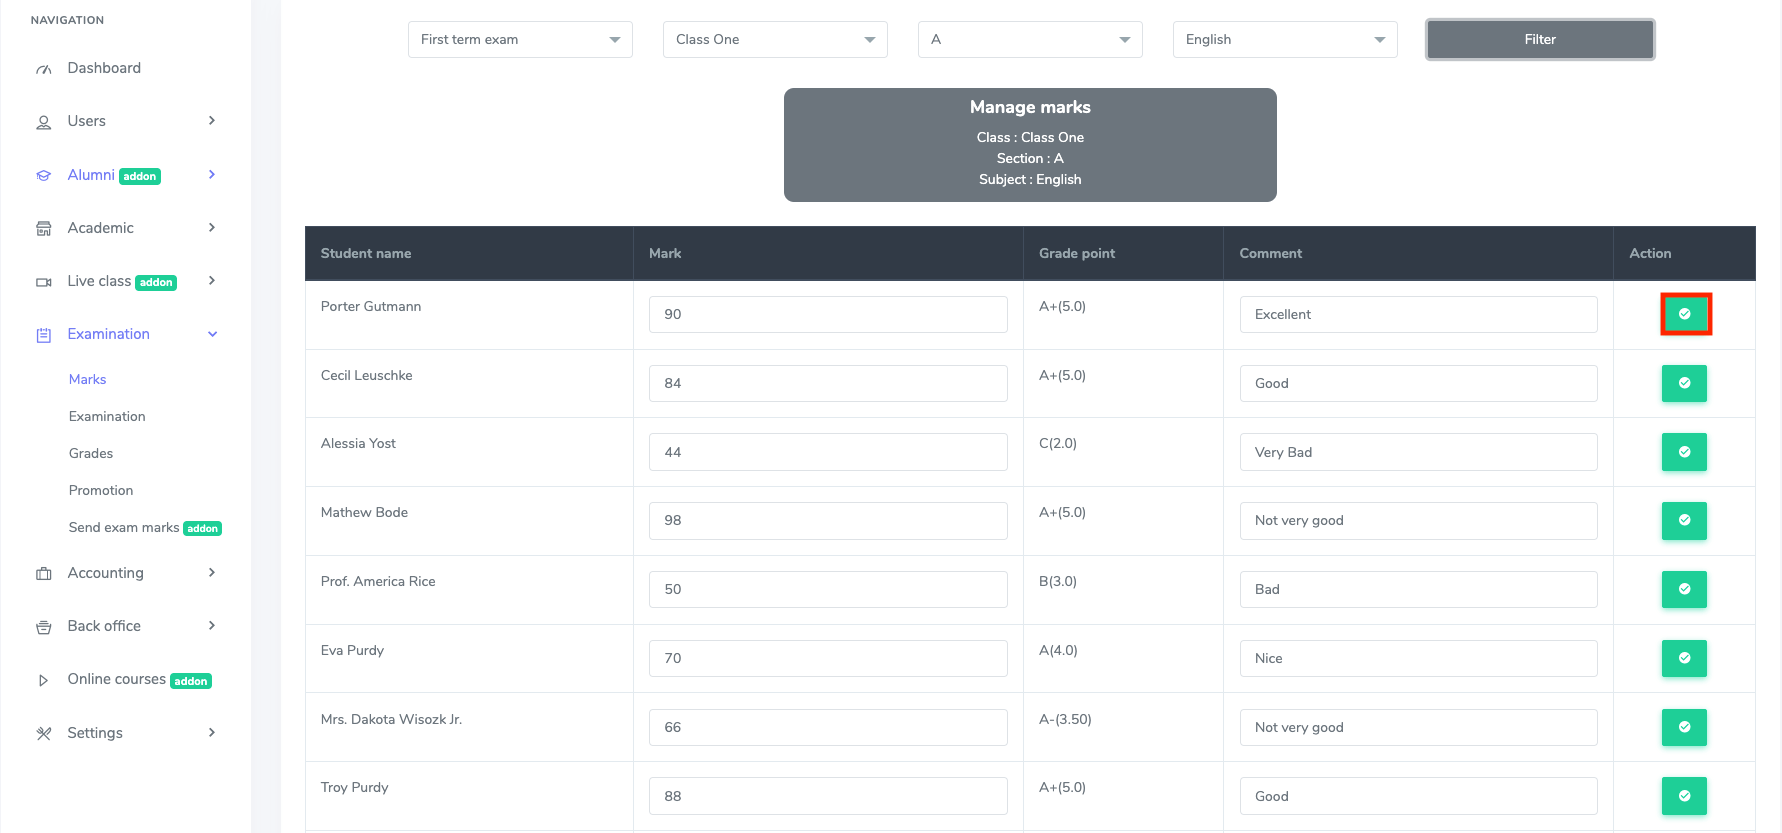 NAVIGATION
Dashboard
Users
Alumni addon
Academic
Live class addon
Examination
Marks
Examination
Grades
Promotion
Send exam marks addon
Accounting
Back office
Online courses addon
Settings
First term exam Class One A English Filter
Manage marks
Class : Class One
Section : A
Subject : English
Student name Mark Grade point Comment Action
Porter Gutmann 90 A+(5.0) Excellent
Cecil Leuschke 84 A+(5.0) Good
Alessia Yost 44 C(2.0) Very Bad
Mathew Bode 98 A+(5.0) Not very good
Prof. America Rice 50 B(3.0) Bad
Eva Purdy 70 A(4.0) Nice
Mrs. Dakota Wisozk Jr. 66 A-(3.50) Not very good
Troy Purdy 88 A+(5.0) Good